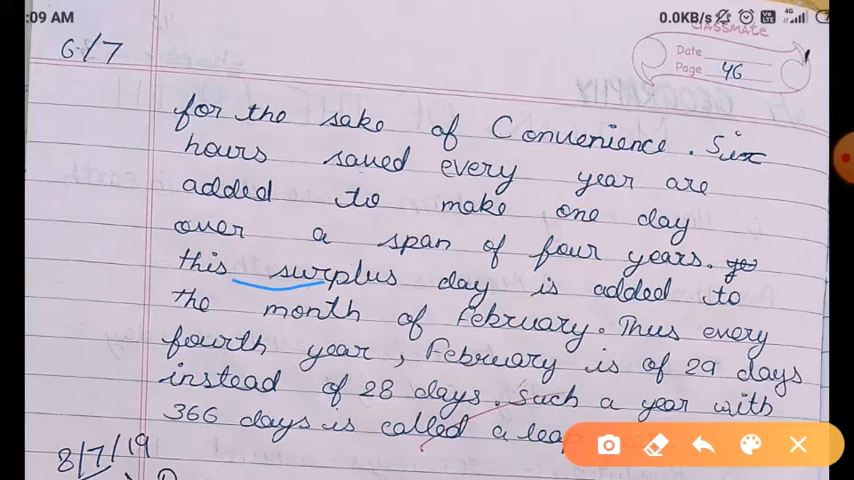 :09 AM
0.0KB/s
4G
CLASSMATE
Date
Page 46
6/7
for the sake of Convenience. Six
hours saved every year are
added to make one day
over a span of four years.
this surplus day is added to
the month of February. Thus every
fourth year, February is of 29 days
instead of 28 days. Such a year with
366 days is called a leap
8/7/19